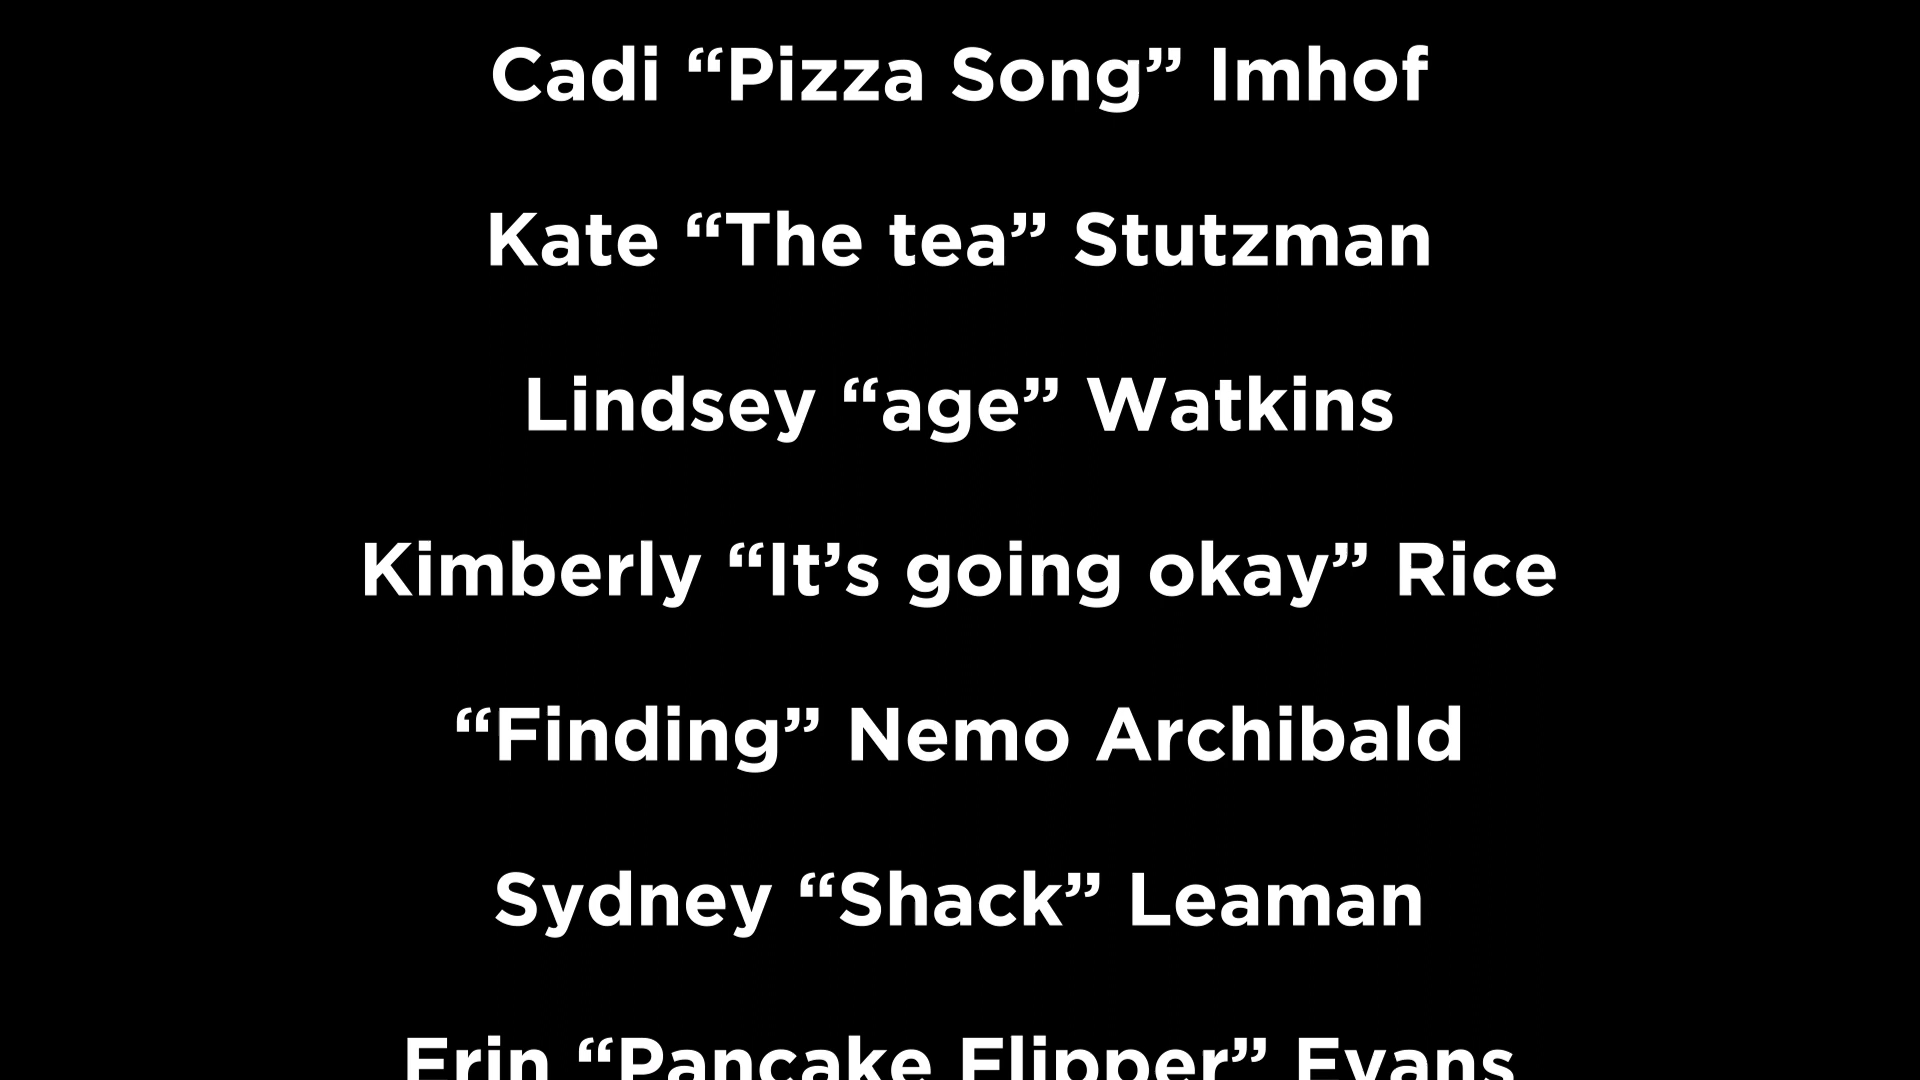 Cadi “Pizza Song” Imhof
Kate “The tea” Stutzman
Lindsey “age” Watkins
Kimberly “It’s going okay” Rice
“Finding” Nemo Archibald
Sydney “Shack” Leaman
Erin “Pancake Flipper” Evans